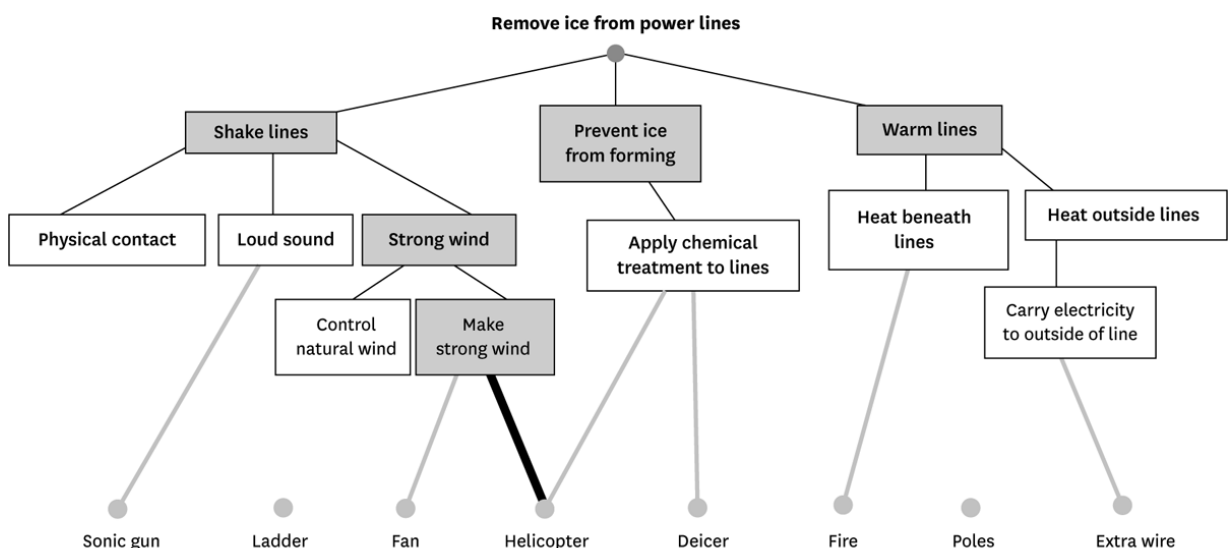 Remove ice from power lines
Shake lines
Prevent ice
from forming
Warm lines
Physical contact
Loud sound
Strong wind
Apply chemical
treatment to lines
Heat beneath
lines
Heat outside lines
Control
natural wind
Make
strong wind
Carry electricity
to outside of line
Sonic gun
Ladder
Fan
Helicopter
Deicer
Fire
Poles
Extra wire